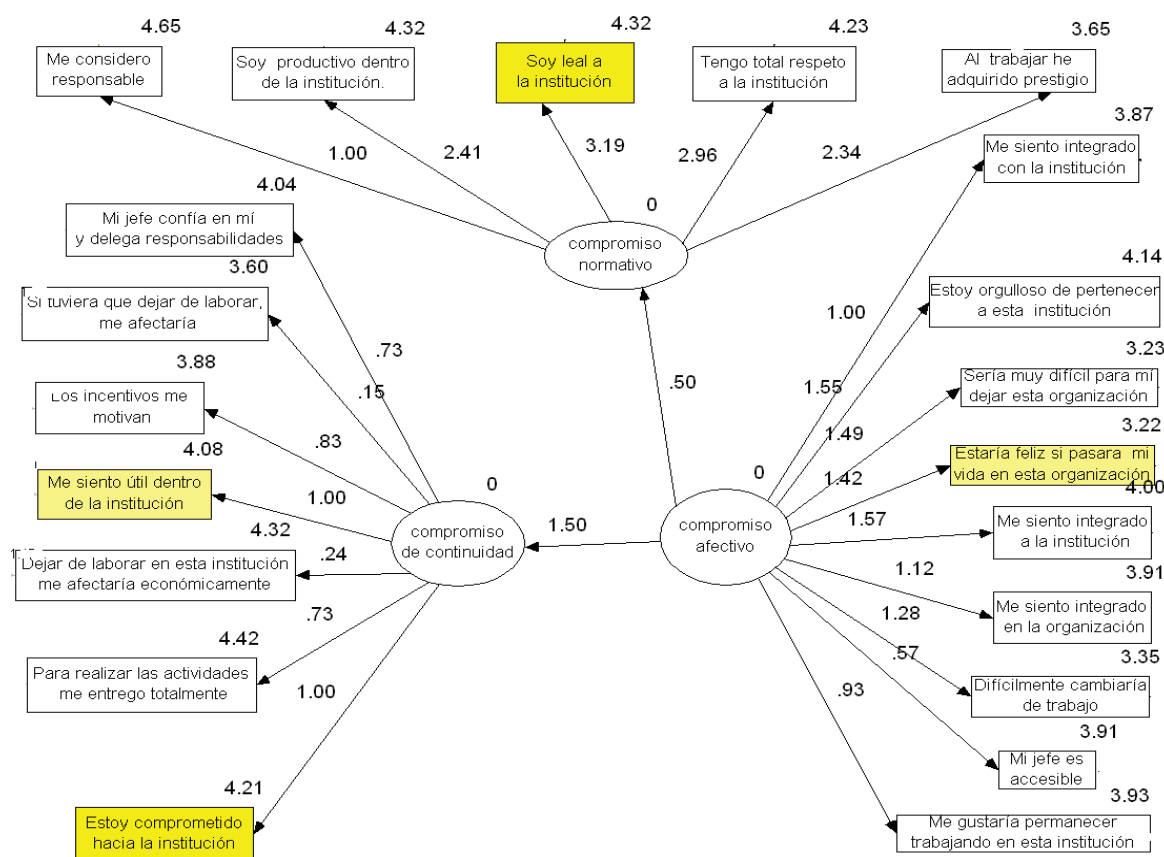 4.65
Me considero
responsable
4.32
Soy productivo dentro
de la institución.
4.32
Soy leal a
la institución
4.23
Tengo total respeto
a la institución
3.65
Al trabajar he
adquirido prestigio
3.87
Me siento integrado
con la institución
1.00
2.41
3.19
2.96
2.34
0
compromiso
normativo
4.04
Mi jefe confía en mí
y delega responsabilidades
3.60
Si tuviera que dejar de laborar,
me afectaría
3.88
Los incentivos me
motivan
4.08
Me siento útil dentro
de la institución
4.32
Dejar de laborar en esta institución
me afectaría económicamente
4.42
Para realizar las actividades
me entrego totalmente
4.21
Estoy comprometido
hacia la institución
.73
.15
.83
1.00
.24
.73
1.00
0
compromiso
de continuidad
1.50
.50
0
compromiso
afectivo
1.00
1.55
1.49
1.42
1.57
1.12
1.28
.57
.93
4.14
Estoy orgulloso de pertenecer
a esta institución
3.23
Sería muy difícil para mí
dejar esta organización
3.22
Estaría feliz si pasara mi
vida en esta organización
4.00
Me siento integrado
a la institución
3.91
Me siento integrado
en la organización
3.35
Difícilmente cambiaría
de trabajo
3.91
Mi jefe es
accesible
3.93
Me gustaría permanecer
trabajando en esta institución